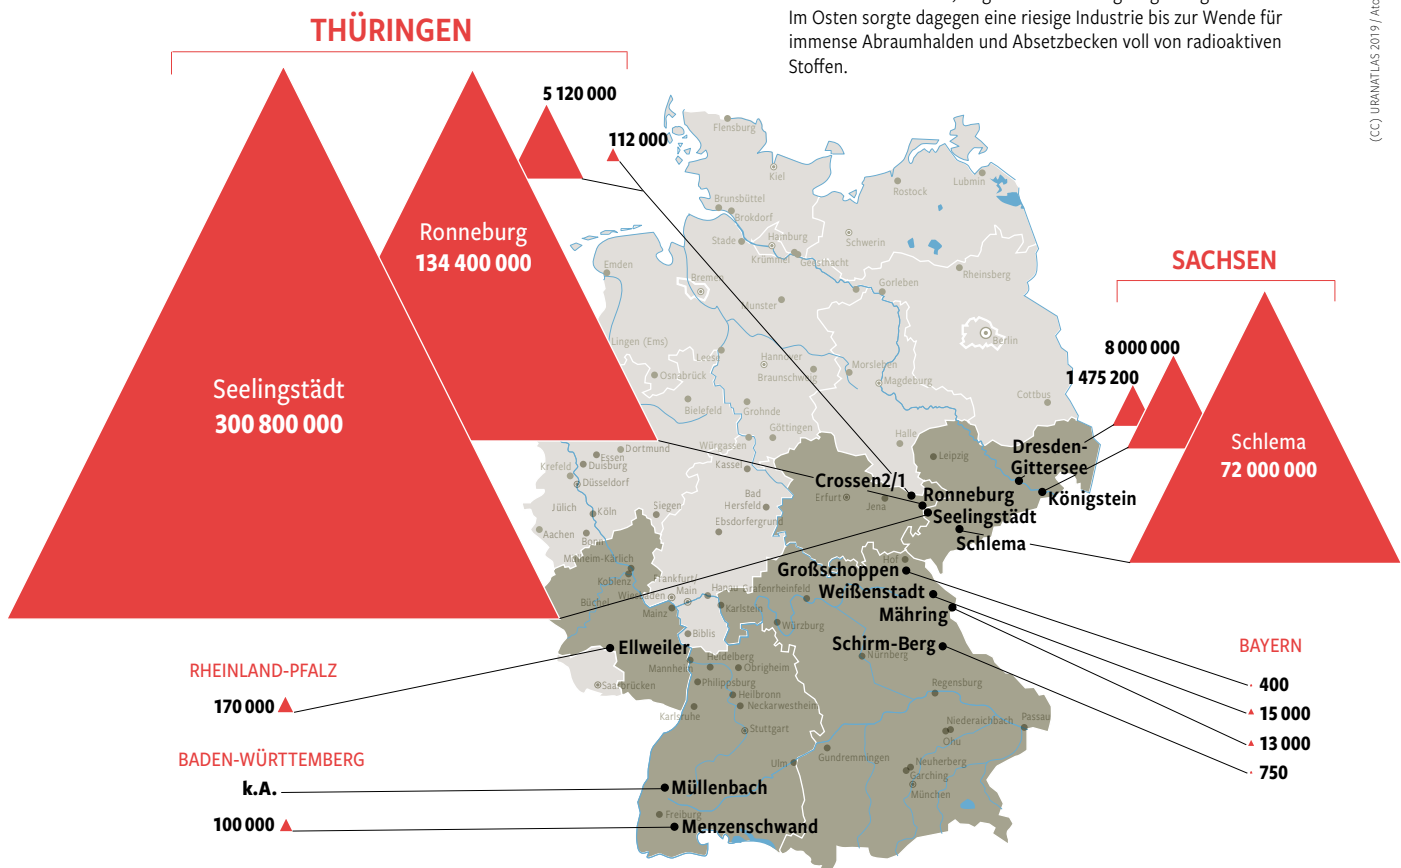 Im Osten sorgte dagegen eine riesige Industrie bis zur Wende für
immense Abraumhalden und Absetzbecken voll von radioaktiven
Stoffen.
(CC) URANATLAS 2019 /
THÜRINGEN
5 120 000
112 000
Ronneburg
134 400 000
Seelingstädt
300 800 000
SACHSEN
8 000 000
1 475 200
Schlema
72 000 000
Flensburg
Kiel
Lubmin
Rostock
Brunsbüttel
Brokdorf
Stade
Hamburg
Schwerin
Krümmel
Geesthacht
Rheinsberg
Emden
Bremen
Gorleben
Munster
Berlin
Lingen (Ems)
Leese
Hannover
Morsleben
Osnabrück
Braunschweig
Magdeburg
Bielefeld
Grohnde
Cottbus
Göttingen
Halle
Dortmund
Würgassen
Essen
Krefeld
Duisburg
Kassel
Leipzig
Dresden-
Gittersee
Düsseldorf
Crossen2/1
Bad
Hersfeld
Erfurt
Jena
Ronneburg
Königstein
Jülich
Köln
Siegen
Ebsdorfergrund
Seelingstädt
Aachen
Bonn
Schlema
Mülheim-Kärlich
Hof
Großschoppen
Koblenz
Frankfurt/
Main
Wiesbaden
Hanau
Grafenrheinfeld
Weißenstadt
Büchel
Mainz
Karlstein
Mähring
Biblis
Würzburg
Ellweiler
Schirm-Berg
Nürnberg
Mannheim
Heidelberg
Obrigheim
Saarbrücken
Philippsburg
Heilbronn
Regensburg
Neckarwestheim
Karlsruhe
Stuttgart
Niederaichbach
Passau
Ohu
Ulm
Gundremmingen
Neuherberg
Garching
München
Müllenbach
Freiburg
Menzenschwand
RHEINLAND-PFALZ
170 000
BADEN-WÜRTTEMBERG
k.A.
100 000
BAYERN
400
15 000
13 000
750